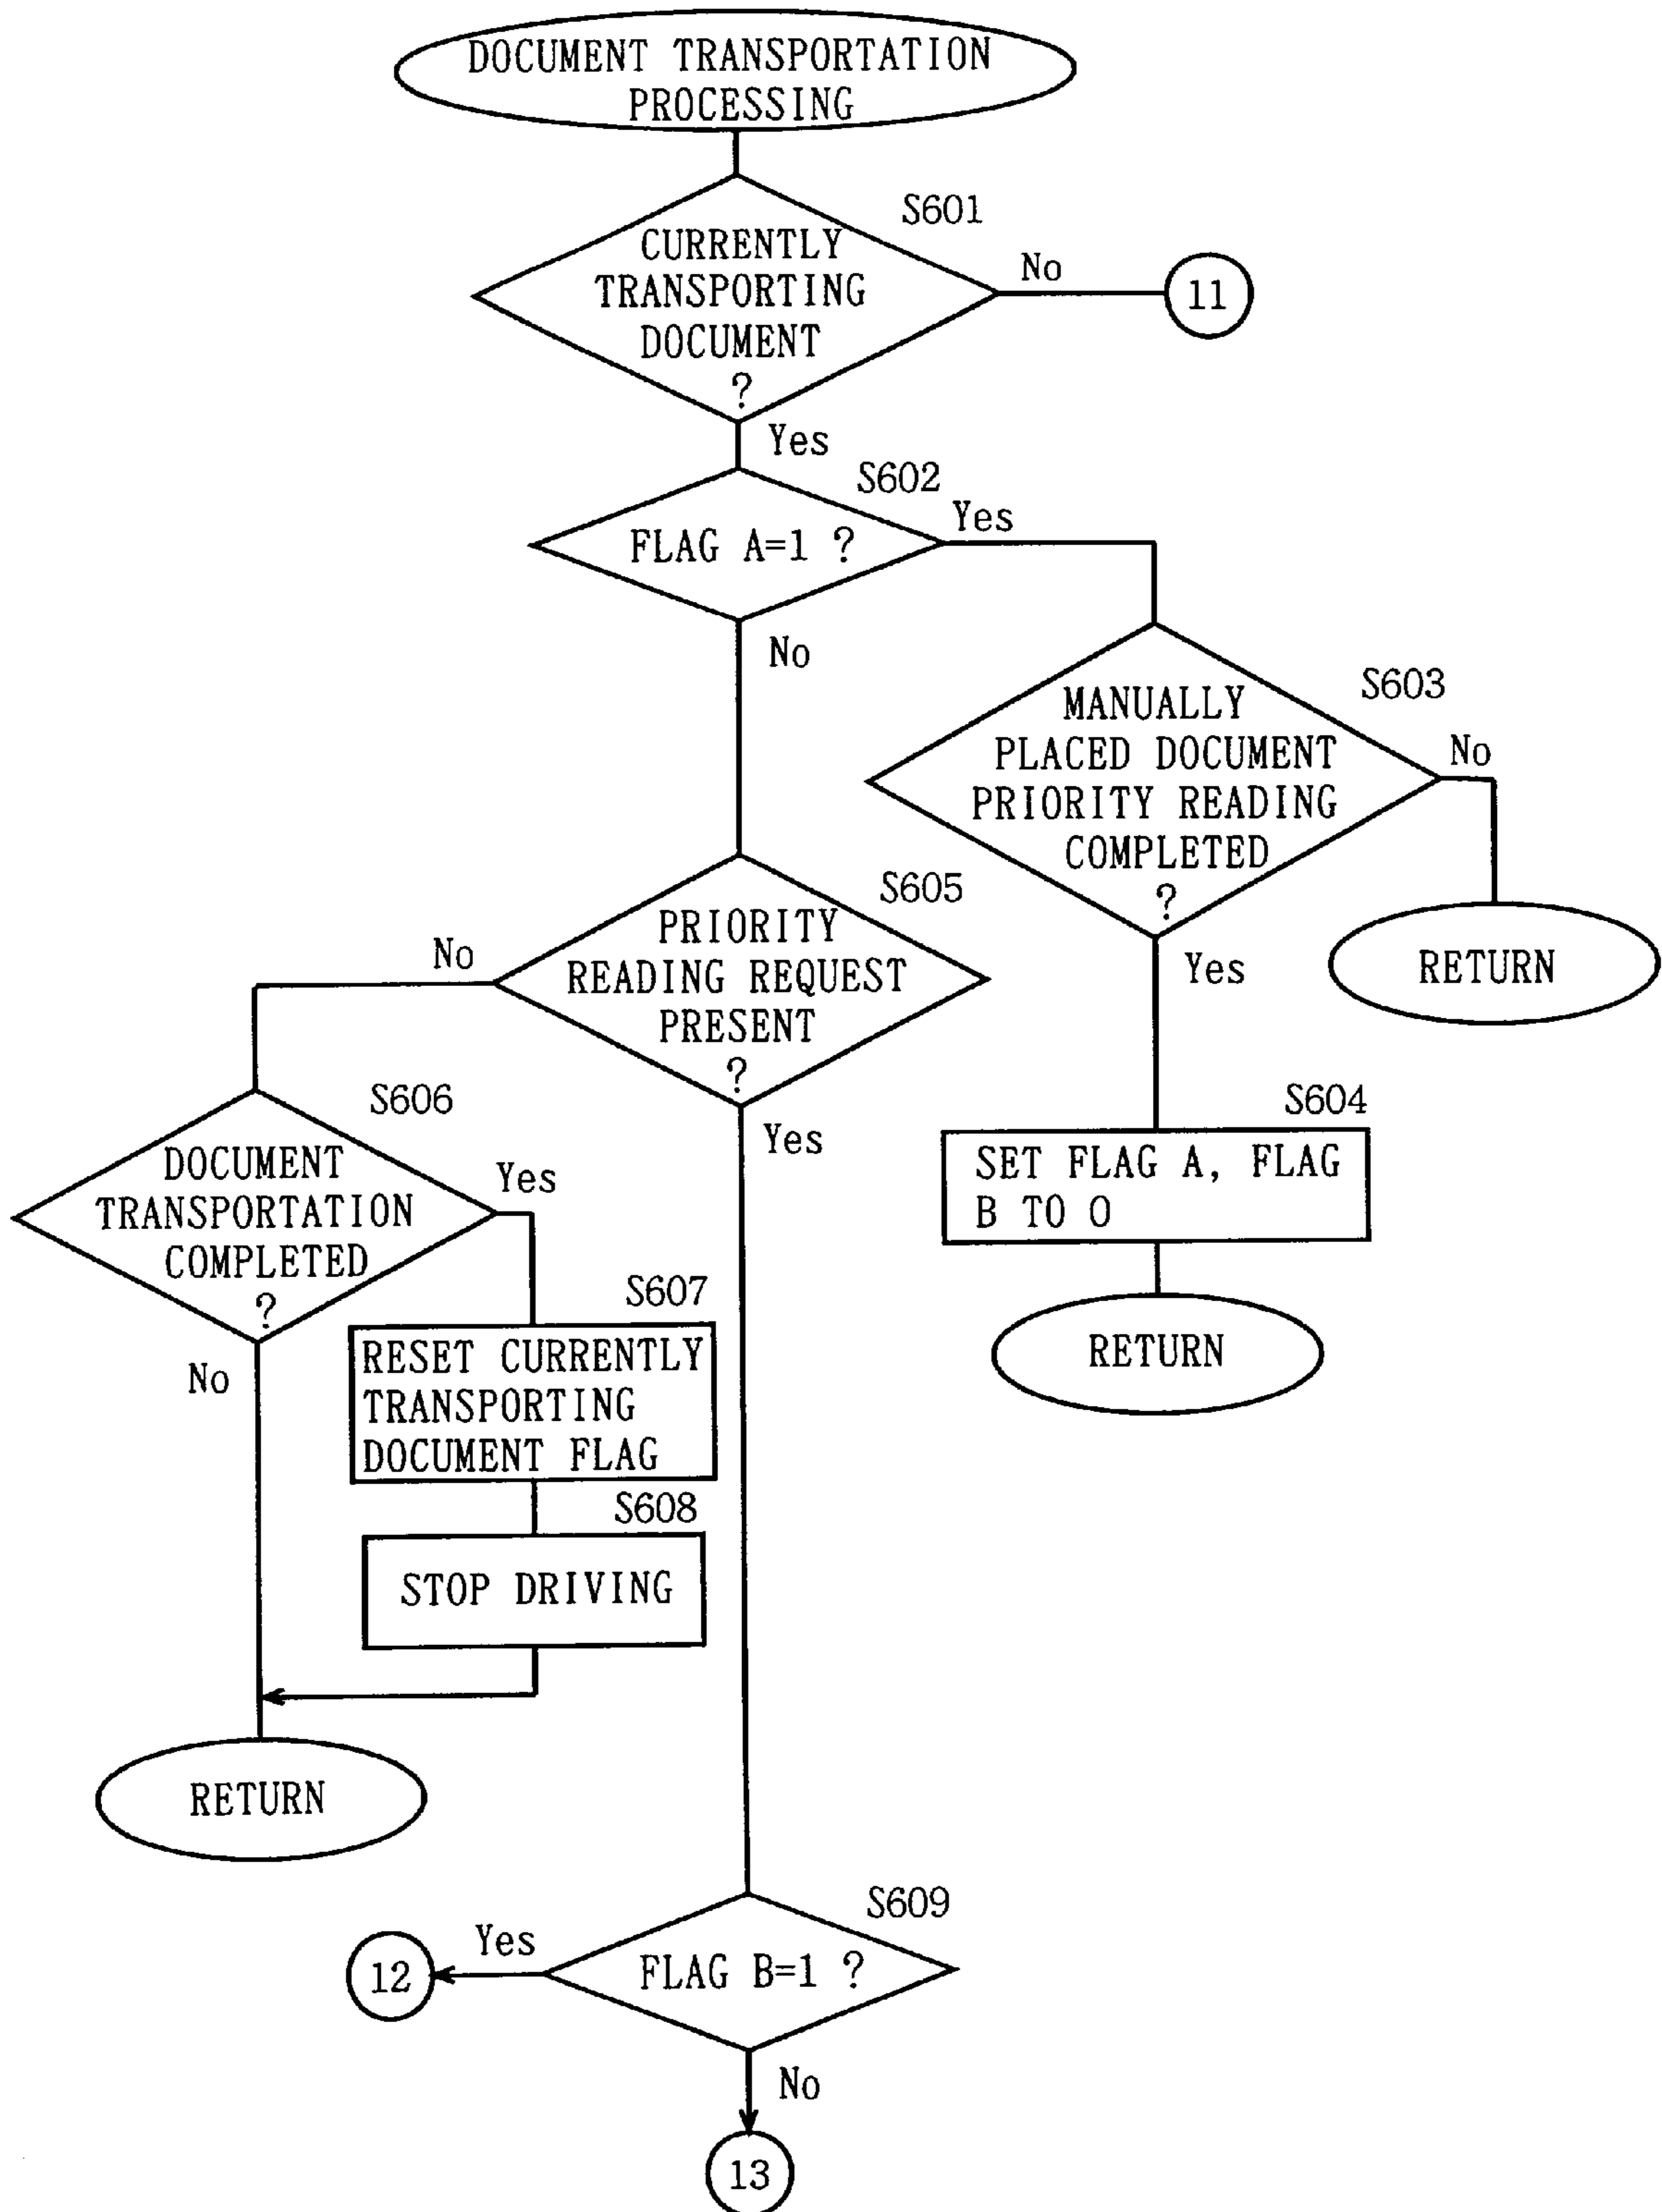 DOCUMENT TRANSPORTATION
PROCESSING
S601
CURRENTLY
TRANSPORTING
DOCUMENT
?
No
11
Yes
S602
FLAG A=1 ?
Yes
No
S603
MANUALLY
PLACED DOCUMENT
PRIORITY READING
COMPLETED
?
No
RETURN
Yes
S604
SET FLAG A, FLAG
B TO 0
RETURN
S605
PRIORITY
READING REQUEST
PRESENT
?
No
Yes
S606
DOCUMENT
TRANSPORTATION
COMPLETED
?
Yes
No
S607
RESET CURRENTLY
TRANSPORTING
DOCUMENT FLAG
S608
STOP DRIVING
RETURN
S609
FLAG B=1 ?
Yes
12
No
13